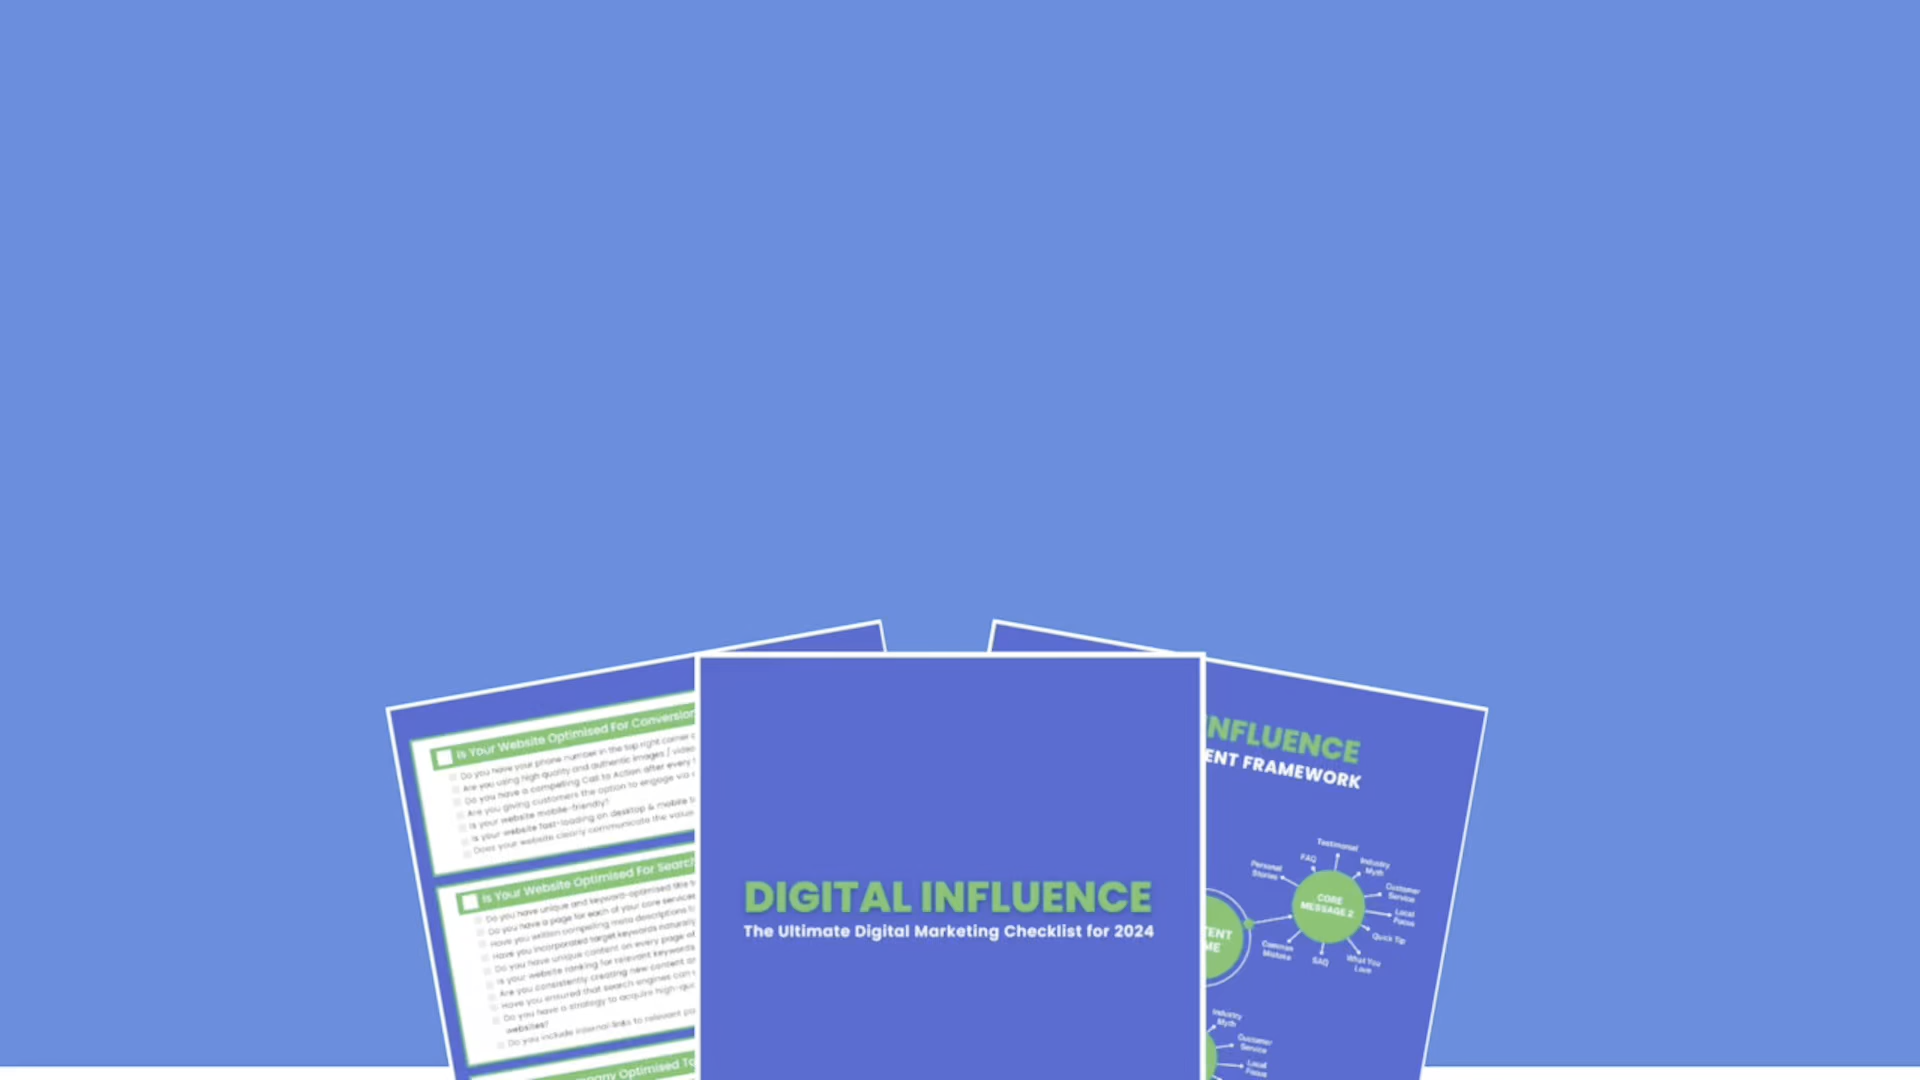 Is Your Website Optimised For Conversion
Do you have your phone number in the top right corner
Are you using high quality and authentic images / video
Do you have a compelling Call to Action after every
Are you giving customers the option to engage via
Is your website mobile-friendly?
Is your website fast-loading on desktop & mobile
Does your website clearly communicate the value
Is Your Website Optimised For Search
Do you have unique and keyword-optimised title
Do you have a page for each of your core services
Have you written compelling meta descriptions
Have you incorporated target keywords naturally
Do you have unique content on every page
Is your website ranking for relevant keywords
Are you consistently creating new content
Have you ensured that search engines can
Do you have a strategy to acquire high-qua
websites?
Do you include internal links to relevant
Optimised To
DIGITAL INFLUENCE
The Ultimate Digital Marketing Checklist for 2024
NFLUENCE
ENT FRAMEWORK
Testimonial
FAQ
Industry
Myth
Personal
Stories
Customer
Service
CORE
MESSAGE 2
Local
Focus
Quick Tip
TENT
ME
Common
Mistake
SAQ
What You
Love
Industry
Myth
Customer
Service
Local
Focus